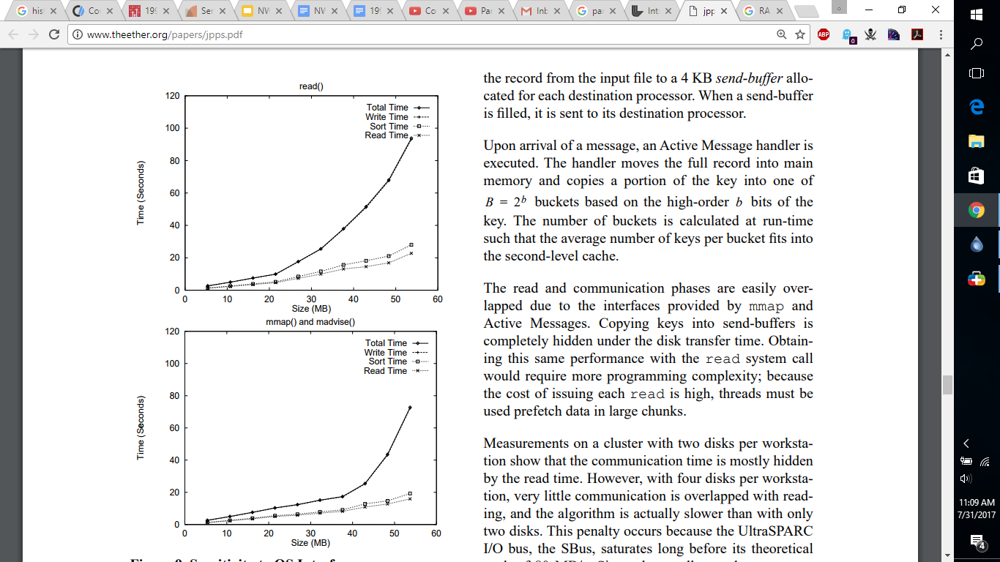 his
Co
199
Se
NV
NV
19
Co
Pa
Inb
pa
Int
jpp
RA
www.theether.org/papers/jpps.pdf
ABP
0
read()
120
100
80
60
40
20
0
Time (Seconds)
Total Time
Write Time
Sort Time
Read Time
0 10 20 30 40 50 60
Size (MB)
mmap() and madvise()
120
100
80
60
40
20
0
Time (Seconds)
Total Time
Write Time
Sort Time
Read Time
0 10 20 30 40 50 60
Size (MB)
the record from the input file to a 4 KB send-buffer allo-
cated for each destination processor. When a send-buffer
is filled, it is sent to its destination processor.
Upon arrival of a message, an Active Message handler is
executed. The handler moves the full record into main
memory and copies a portion of the key into one of
B = 2^b buckets based on the high-order b bits of the
key. The number of buckets is calculated at run-time
such that the average number of keys per bucket fits into
the second-level cache.
The read and communication phases are easily over-
lapped due to the interfaces provided by mmap and
Active Messages. Copying keys into send-buffers is
completely hidden under the disk transfer time. Obtain-
ing this same performance with the read system call
would require more programming complexity; because
the cost of issuing each read is high, threads must be
used prefetch data in large chunks.
Measurements on a cluster with two disks per worksta-
tion show that the communication time is mostly hidden
by the read time. However, with four disks per worksta-
tion, very little communication is overlapped with read-
ing, and the algorithm is actually slower than with only
two disks. This penalty occurs because the UltraSPARC
I/O bus, the SBus, saturates long before its theoretical
11:09 AM
7/31/2017
4